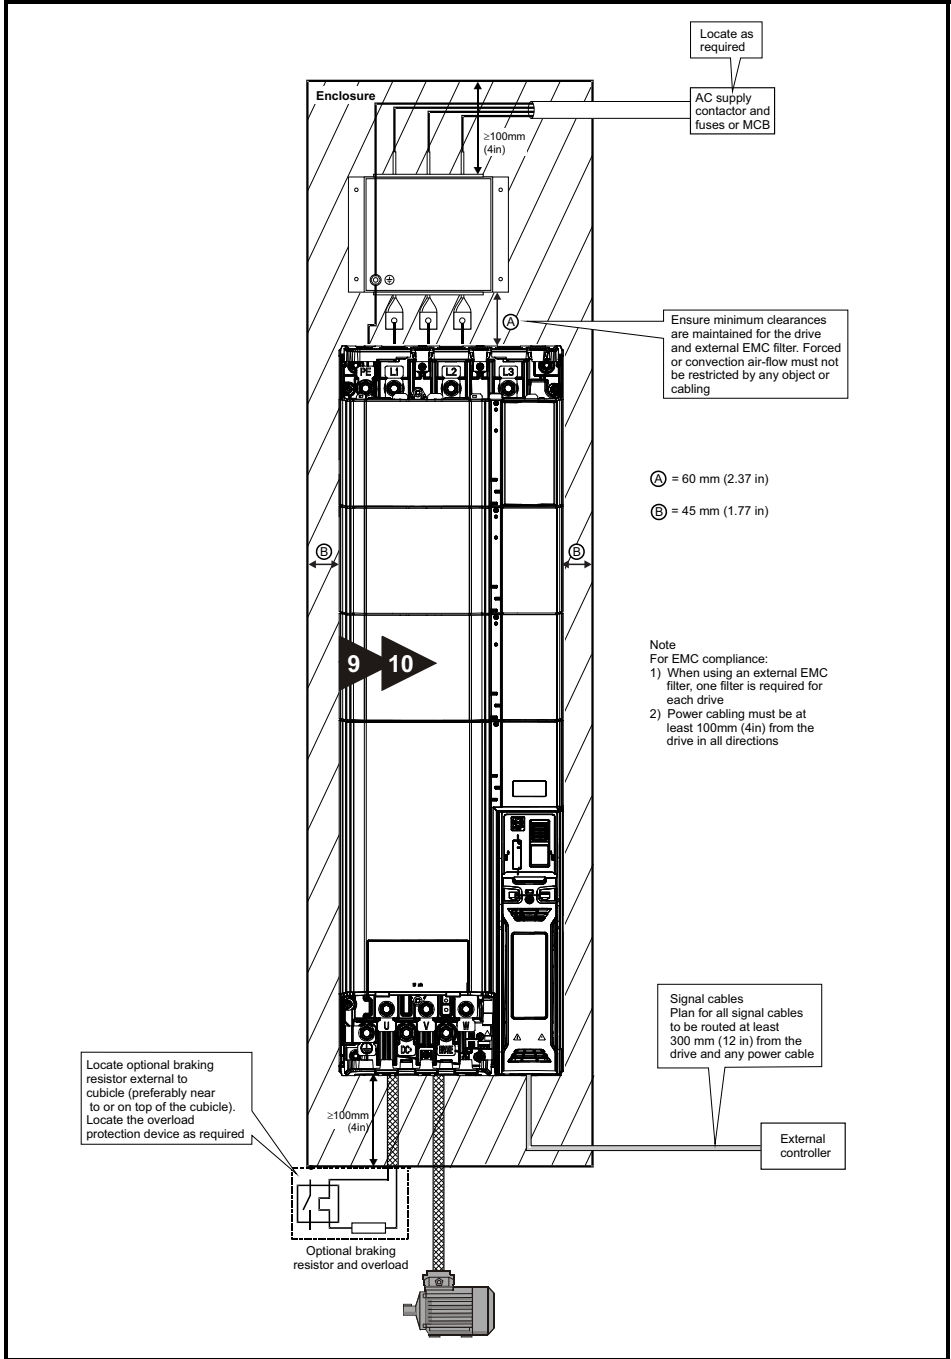 Locate as
required
Enclosure
AC supply
contactor and
fuses or MCB
≥100mm
(4in)
A
Ensure minimum clearances
are maintained for the drive
and external EMC filter. Forced
or convection air-flow must not
be restricted by any object or
cabling
PE L1 L2 L3
A = 60 mm (2.37 in)
B = 45 mm (1.77 in)
B
B
9 10
Note
For EMC compliance:
1) When using an external EMC
filter, one filter is required for
each drive
2) Power cabling must be at
least 100mm (4in) from the
drive in all directions
Signal cables
Plan for all signal cables
to be routed at least
300 mm (12 in) from the
drive and any power cable
U V W
Locate optional braking
resistor external to
cubicle (preferably near
to or on top of the cubicle).
Locate the overload
protection device as required
≥100mm
(4in)
External
controller
Optional braking
resistor and overload